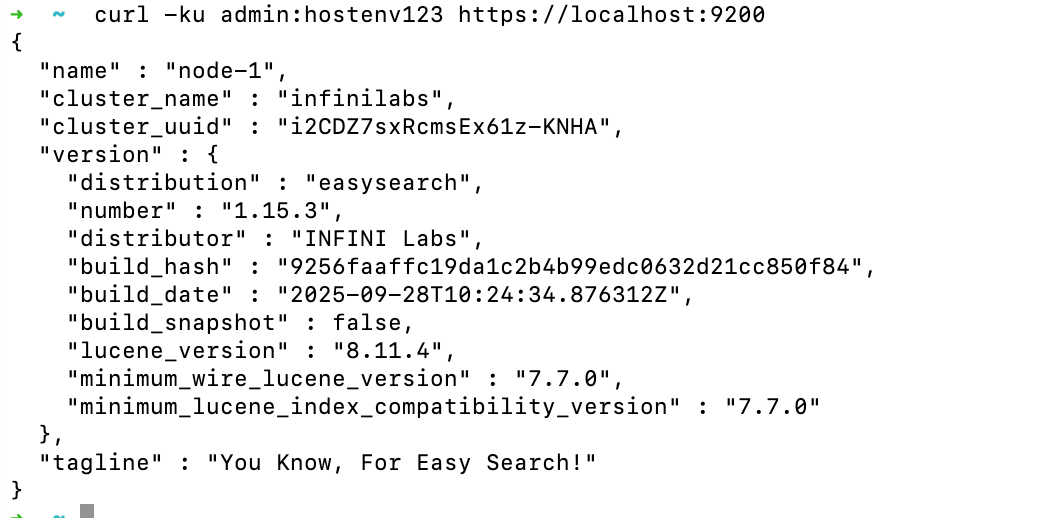 ➜  ~  curl -ku admin:hostenv123 https://localhost:9200
{
  "name" : "node-1",
  "cluster_name" : "infinilabs",
  "cluster_uuid" : "i2CDZ7sxRcmsEx61z-KNHA",
  "version" : {
    "distribution" : "easysearch",
    "number" : "1.15.3",
    "distributor" : "INFINI Labs",
    "build_hash" : "9256faaffc19da1c2b4b99edc0632d21cc850f84",
    "build_date" : "2025-09-28T10:24:34.876312Z",
    "build_snapshot" : false,
    "lucene_version" : "8.11.4",
    "minimum_wire_lucene_version" : "7.7.0",
    "minimum_lucene_index_compatibility_version" : "7.7.0"
  },
  "tagline" : "You Know, For Easy Search!"
}
➜  ~